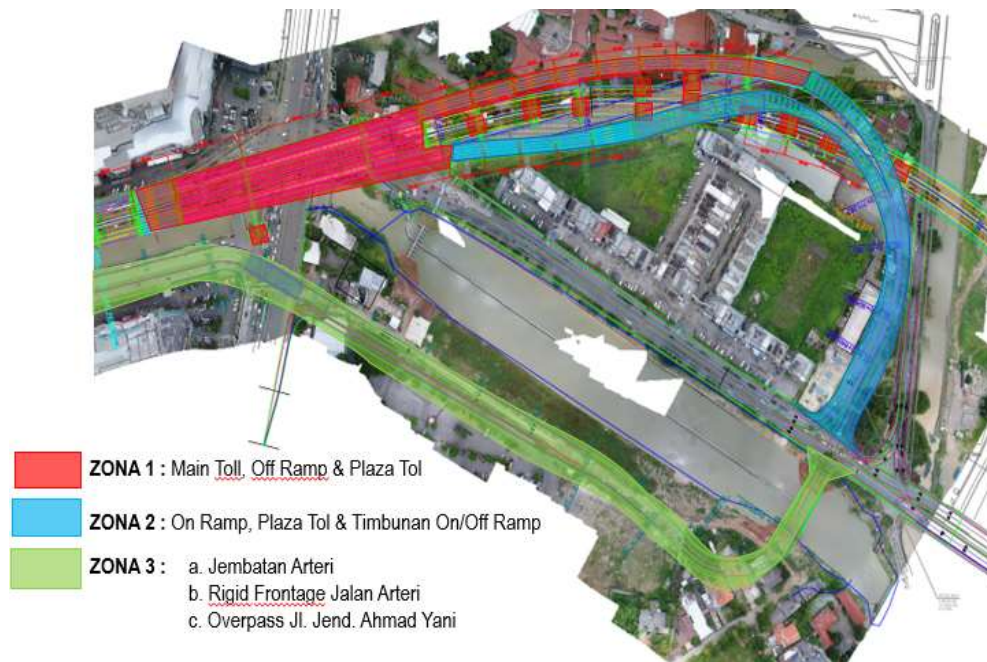 ZONA 1 : Main Toll, Off Ramp & Plaza Tol
ZONA 2 : On Ramp, Plaza Tol & Timbunan On/Off Ramp
ZONA 3 : a. Jembatan Arteri
b. Rigid Frontage Jalan Arteri
c. Overpass Jl. Jend. Ahmad Yani